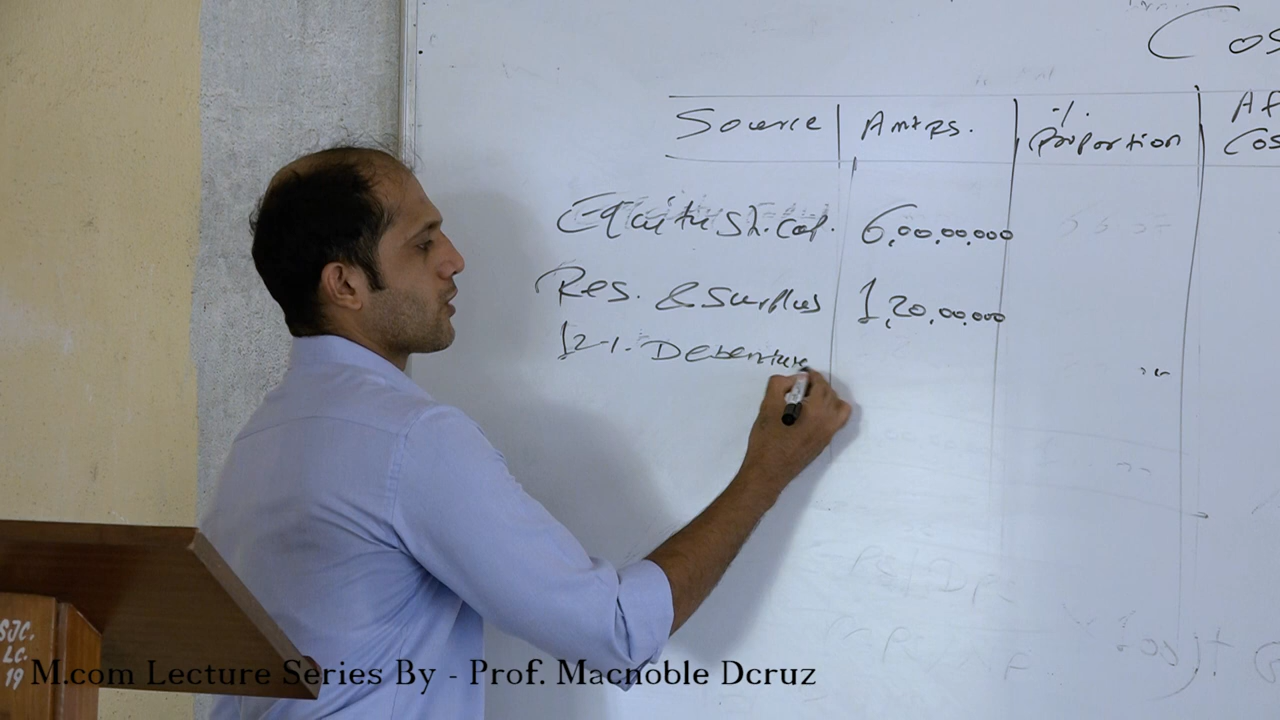 Cos
Source Amt Rs. % Proportion Af Cos
Equity Sh. Cap. 6,00,00,000
Res. & Surplus 1,20,00,000
12% Debenture
SJC.
LC.
19
M.com Lecture Series By - Prof. Macnoble Dcruz